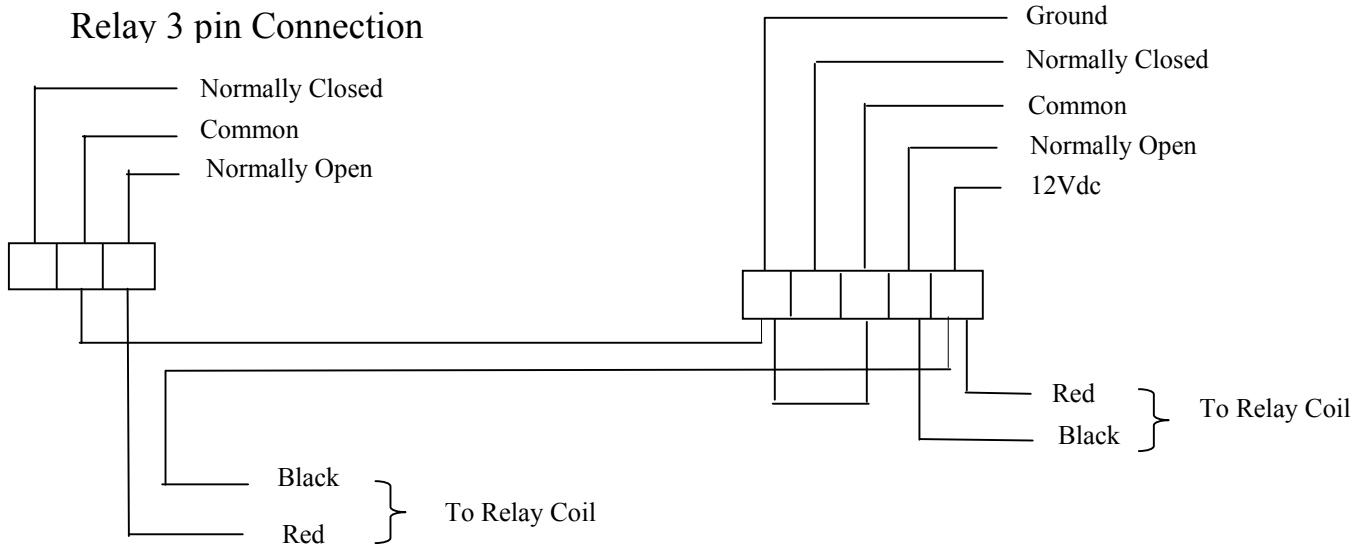 Relay 3 pin Connection
Normally Closed
Common
Normally Open
Ground
Normally Closed
Common
Normally Open
12Vdc
Red
Black
To Relay Coil
Black
Red
To Relay Coil